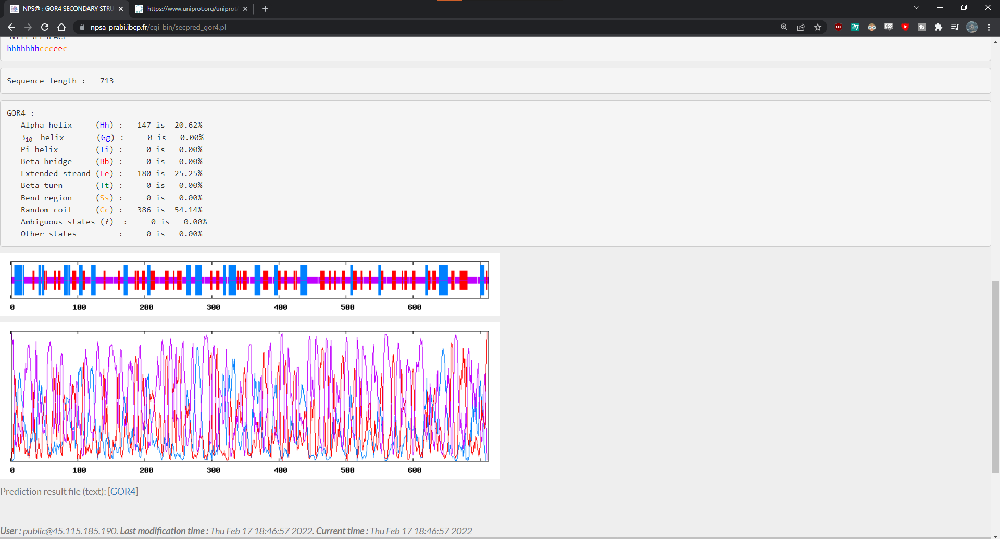 NPS@ : GOR4 SECONDARY STRU
https://www.uniprot.org/uniprot/
npsa-prabi.ibcp.fr/cgi-bin/secpred_gor4.pl
hhhhhhhccceec
Sequence length :   713
GOR4 :
Alpha helix     (Hh) :   147 is  20.62%
3₁₀  helix       (Gg) :     0 is   0.00%
Pi helix        (Ii) :     0 is   0.00%
Beta bridge     (Bb) :     0 is   0.00%
Extended strand (Ee) :   180 is  25.25%
Beta turn       (Tt) :     0 is   0.00%
Bend region     (Ss) :     0 is   0.00%
Random coil     (Cc) :   386 is  54.14%
Ambiguous states (?)  :     0 is   0.00%
Other states         :     0 is   0.00%
0 100 200 300 400 500 600
0 100 200 300 400 500 600
Prediction result file (text): [GOR4]
User : public@45.115.185.190. Last modification time : Thu Feb 17 18:46:57 2022. Current time : Thu Feb 17 18:46:57 2022